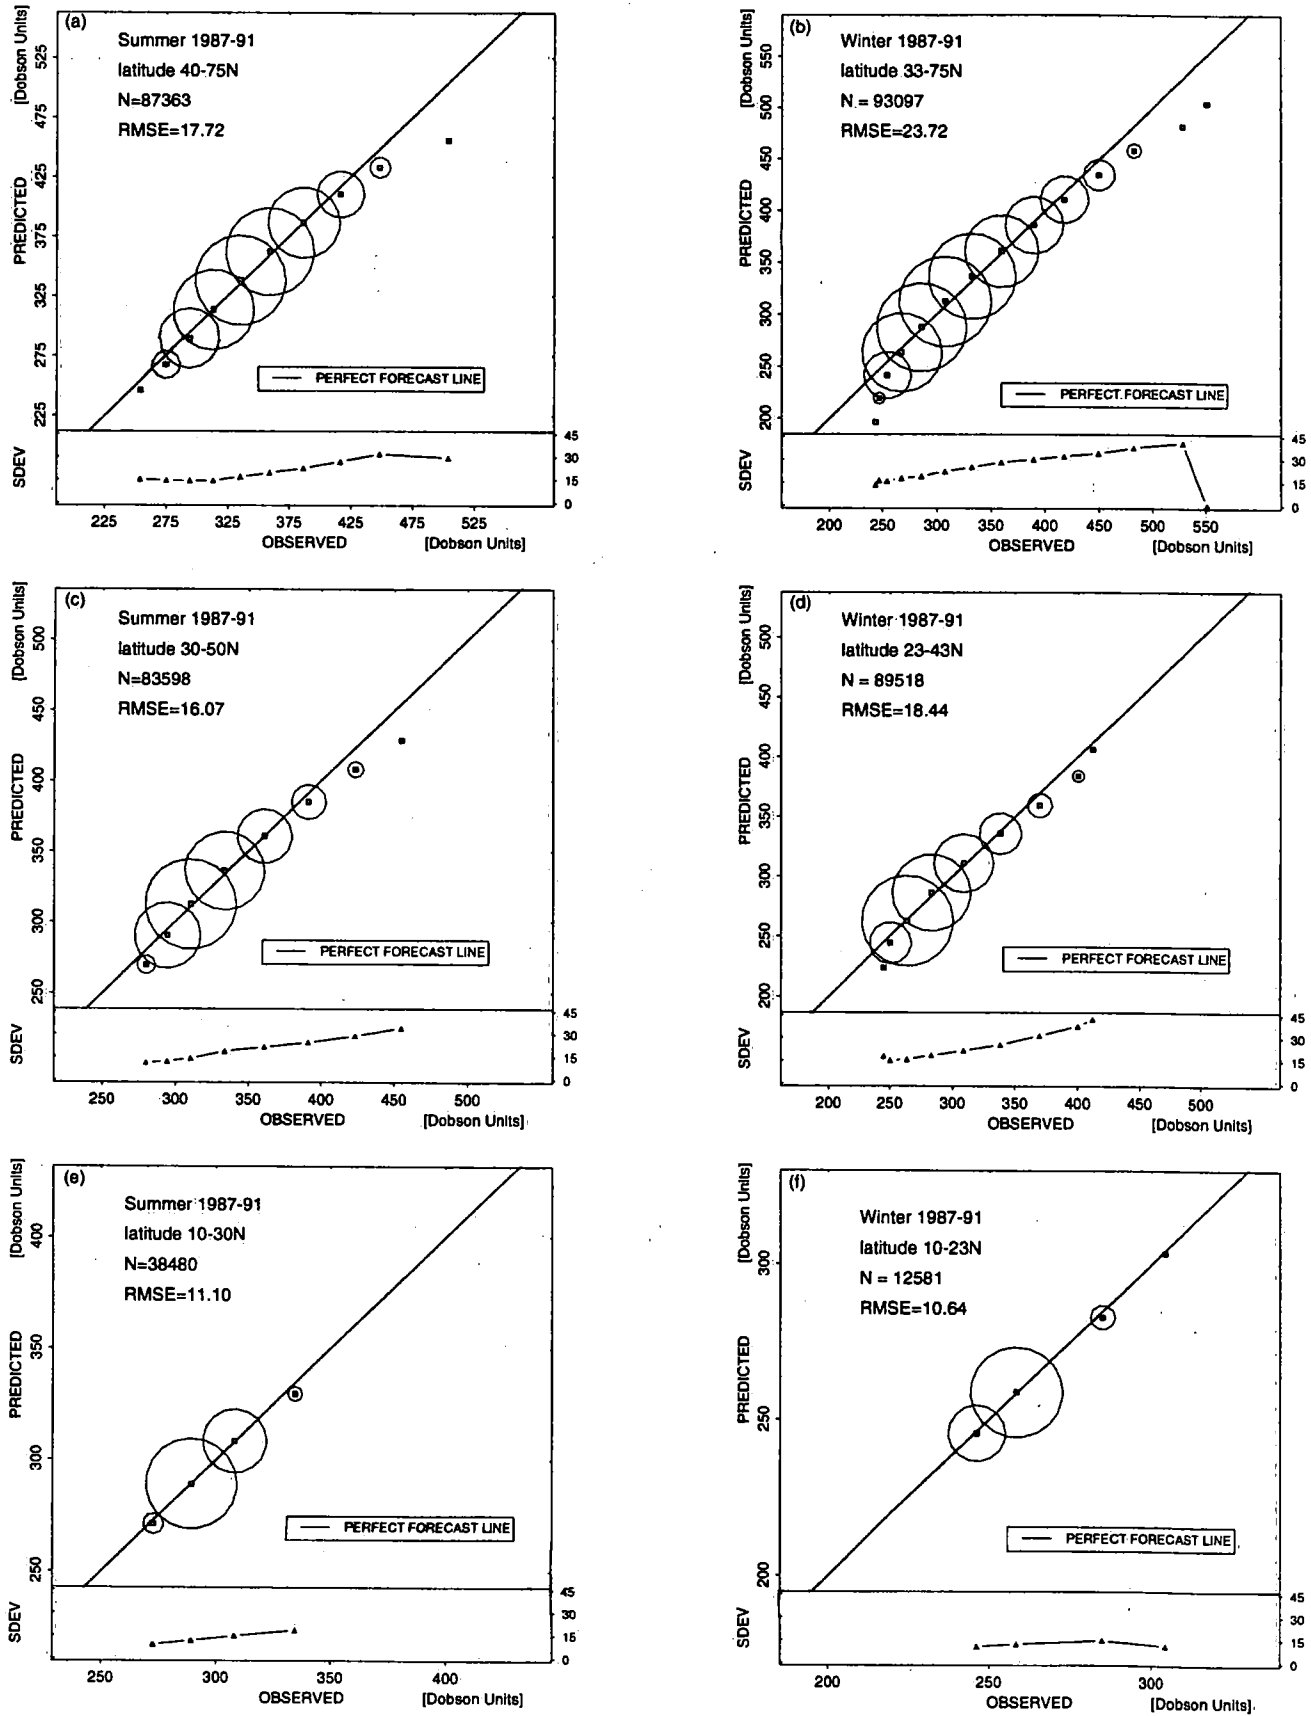 (a)
Summer 1987-91
latitude 40-75N
N=87363
RMSE=17.72
PREDICTED [Dobson Units]
525
475
425
375
325
275
225
PERFECT FORECAST LINE
SDEV
45
30
15
0
225 275 325 375 425 475 525
OBSERVED [Dobson Units]
(b)
Winter 1987-91
latitude 33-75N
N = 93097
RMSE=23.72
PREDICTED [Dobson Units]
550
500
450
400
350
300
250
200
PERFECT FORECAST LINE
SDEV
45
30
15
0
200 250 300 350 400 450 500 550
OBSERVED [Dobson Units]
(c)
Summer 1987-91
latitude 30-50N
N=83598
RMSE=16.07
PREDICTED [Dobson Units]
500
450
400
350
300
250
PERFECT FORECAST LINE
SDEV
45
30
15
0
250 300 350 400 450 500
OBSERVED [Dobson Units]
(d)
Winter 1987-91
latitude 23-43N
N = 89518
RMSE=18.44
PREDICTED [Dobson Units]
500
450
400
350
300
250
200
PERFECT FORECAST LINE
SDEV
45
30
15
0
200 250 300 350 400 450 500
OBSERVED [Dobson Units]
(e)
Summer 1987-91
latitude 10-30N
N=38480
RMSE=11.10
PREDICTED [Dobson Units]
400
350
300
250
PERFECT FORECAST LINE
SDEV
45
30
15
0
250 300 350 400
OBSERVED [Dobson Units]
(f)
Winter 1987-91
latitude 10-23N
N = 12581
RMSE=10.64
PREDICTED [Dobson Units]
300
250
200
PERFECT FORECAST LINE
SDEV
45
30
15
0
200 250 300
OBSERVED [Dobson Units]